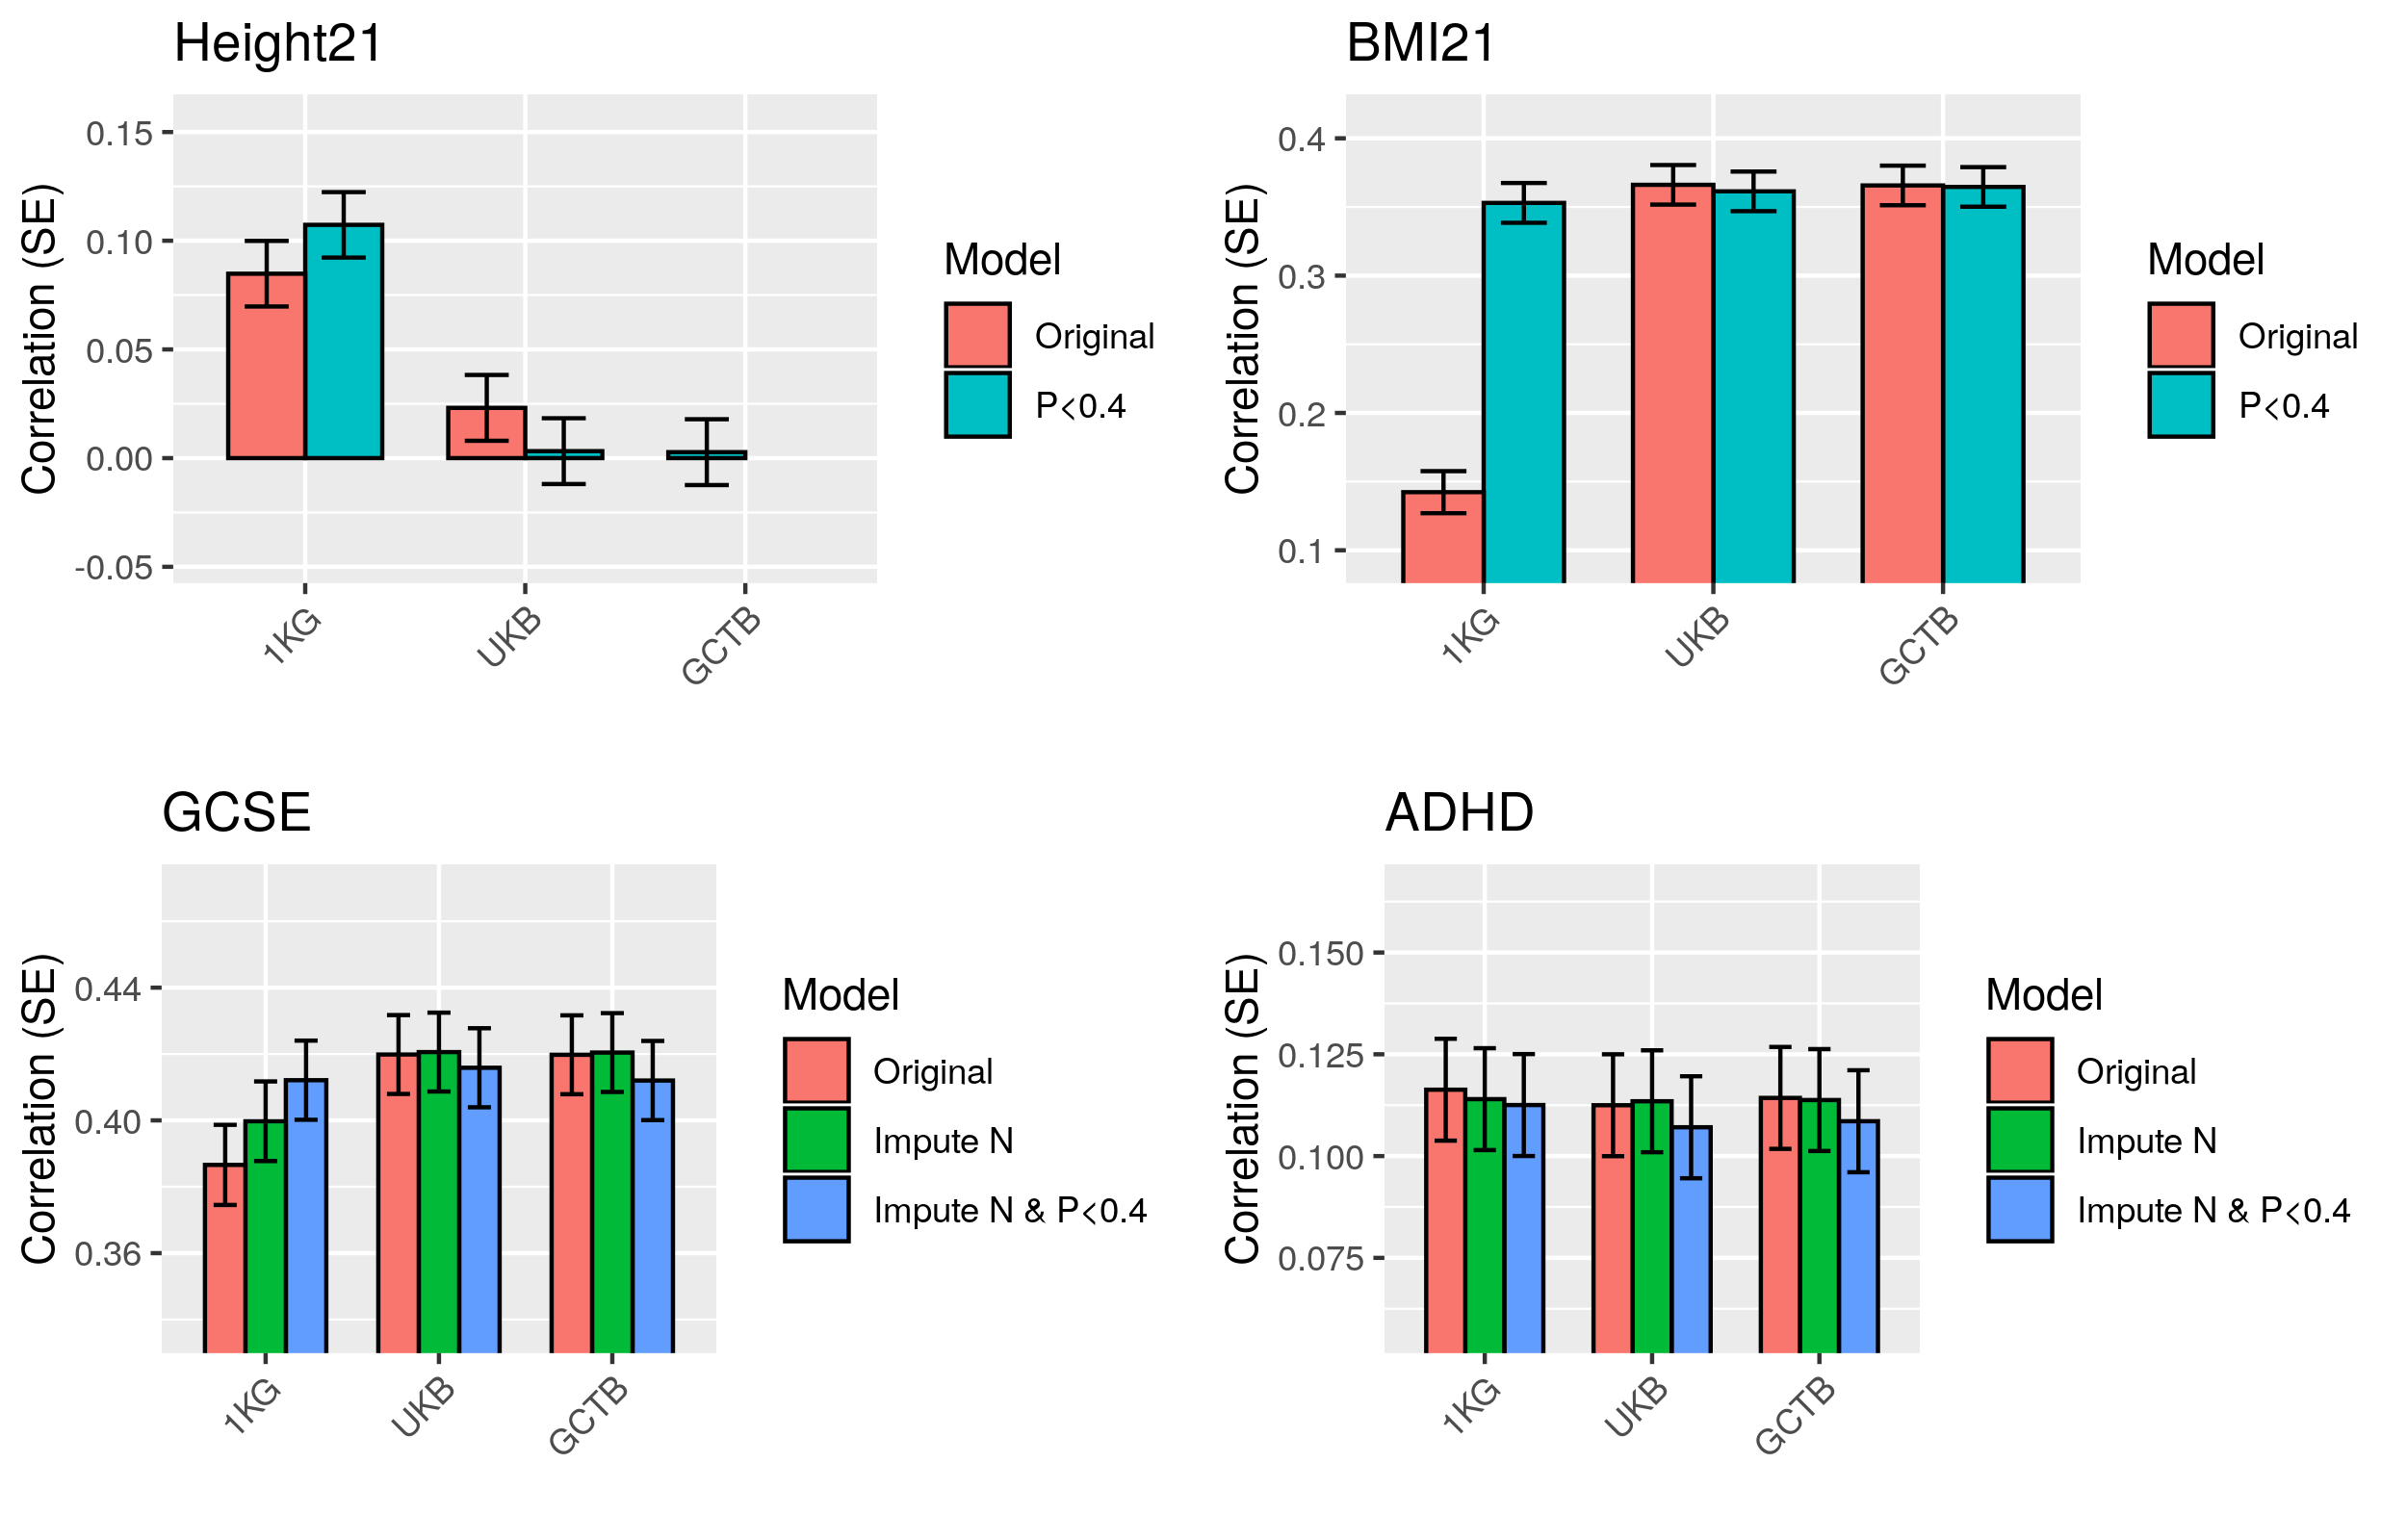 Height21
Correlation (SE)
0.15
0.10
0.05
0.00
-0.05
1KG
UKB
GCTB
Model
Original
P<0.4
BMI21
Correlation (SE)
0.4
0.3
0.2
0.1
1KG
UKB
GCTB
Model
Original
P<0.4
GCSE
Correlation (SE)
0.44
0.40
0.36
1KG
UKB
GCTB
Model
Original
Impute N
Impute N & P<0.4
ADHD
Correlation (SE)
0.150
0.125
0.100
0.075
1KG
UKB
GCTB
Model
Original
Impute N
Impute N & P<0.4